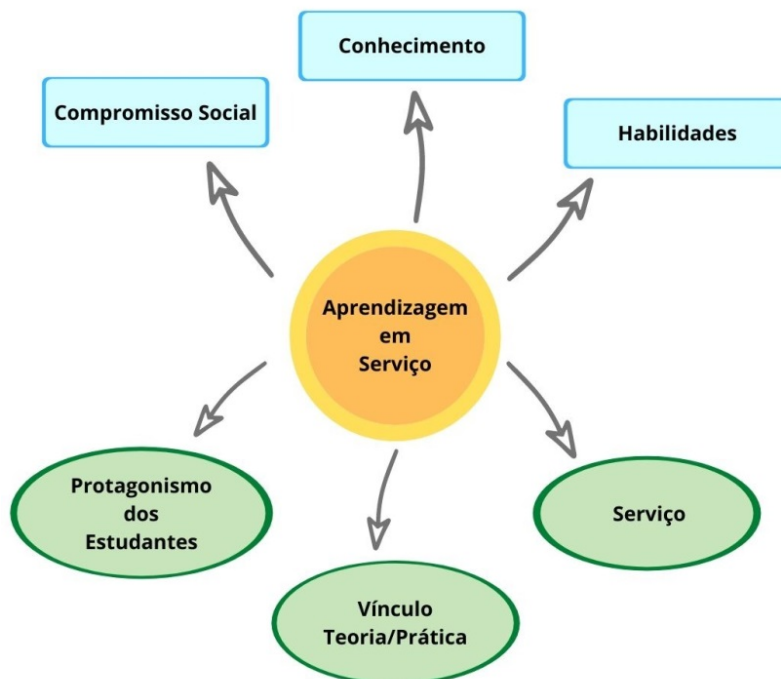 Conhecimento
Compromisso Social
Habilidades
Aprendizagem
em
Serviço
Protagonismo
dos
Estudantes
Serviço
Vínculo
Teoria/Prática